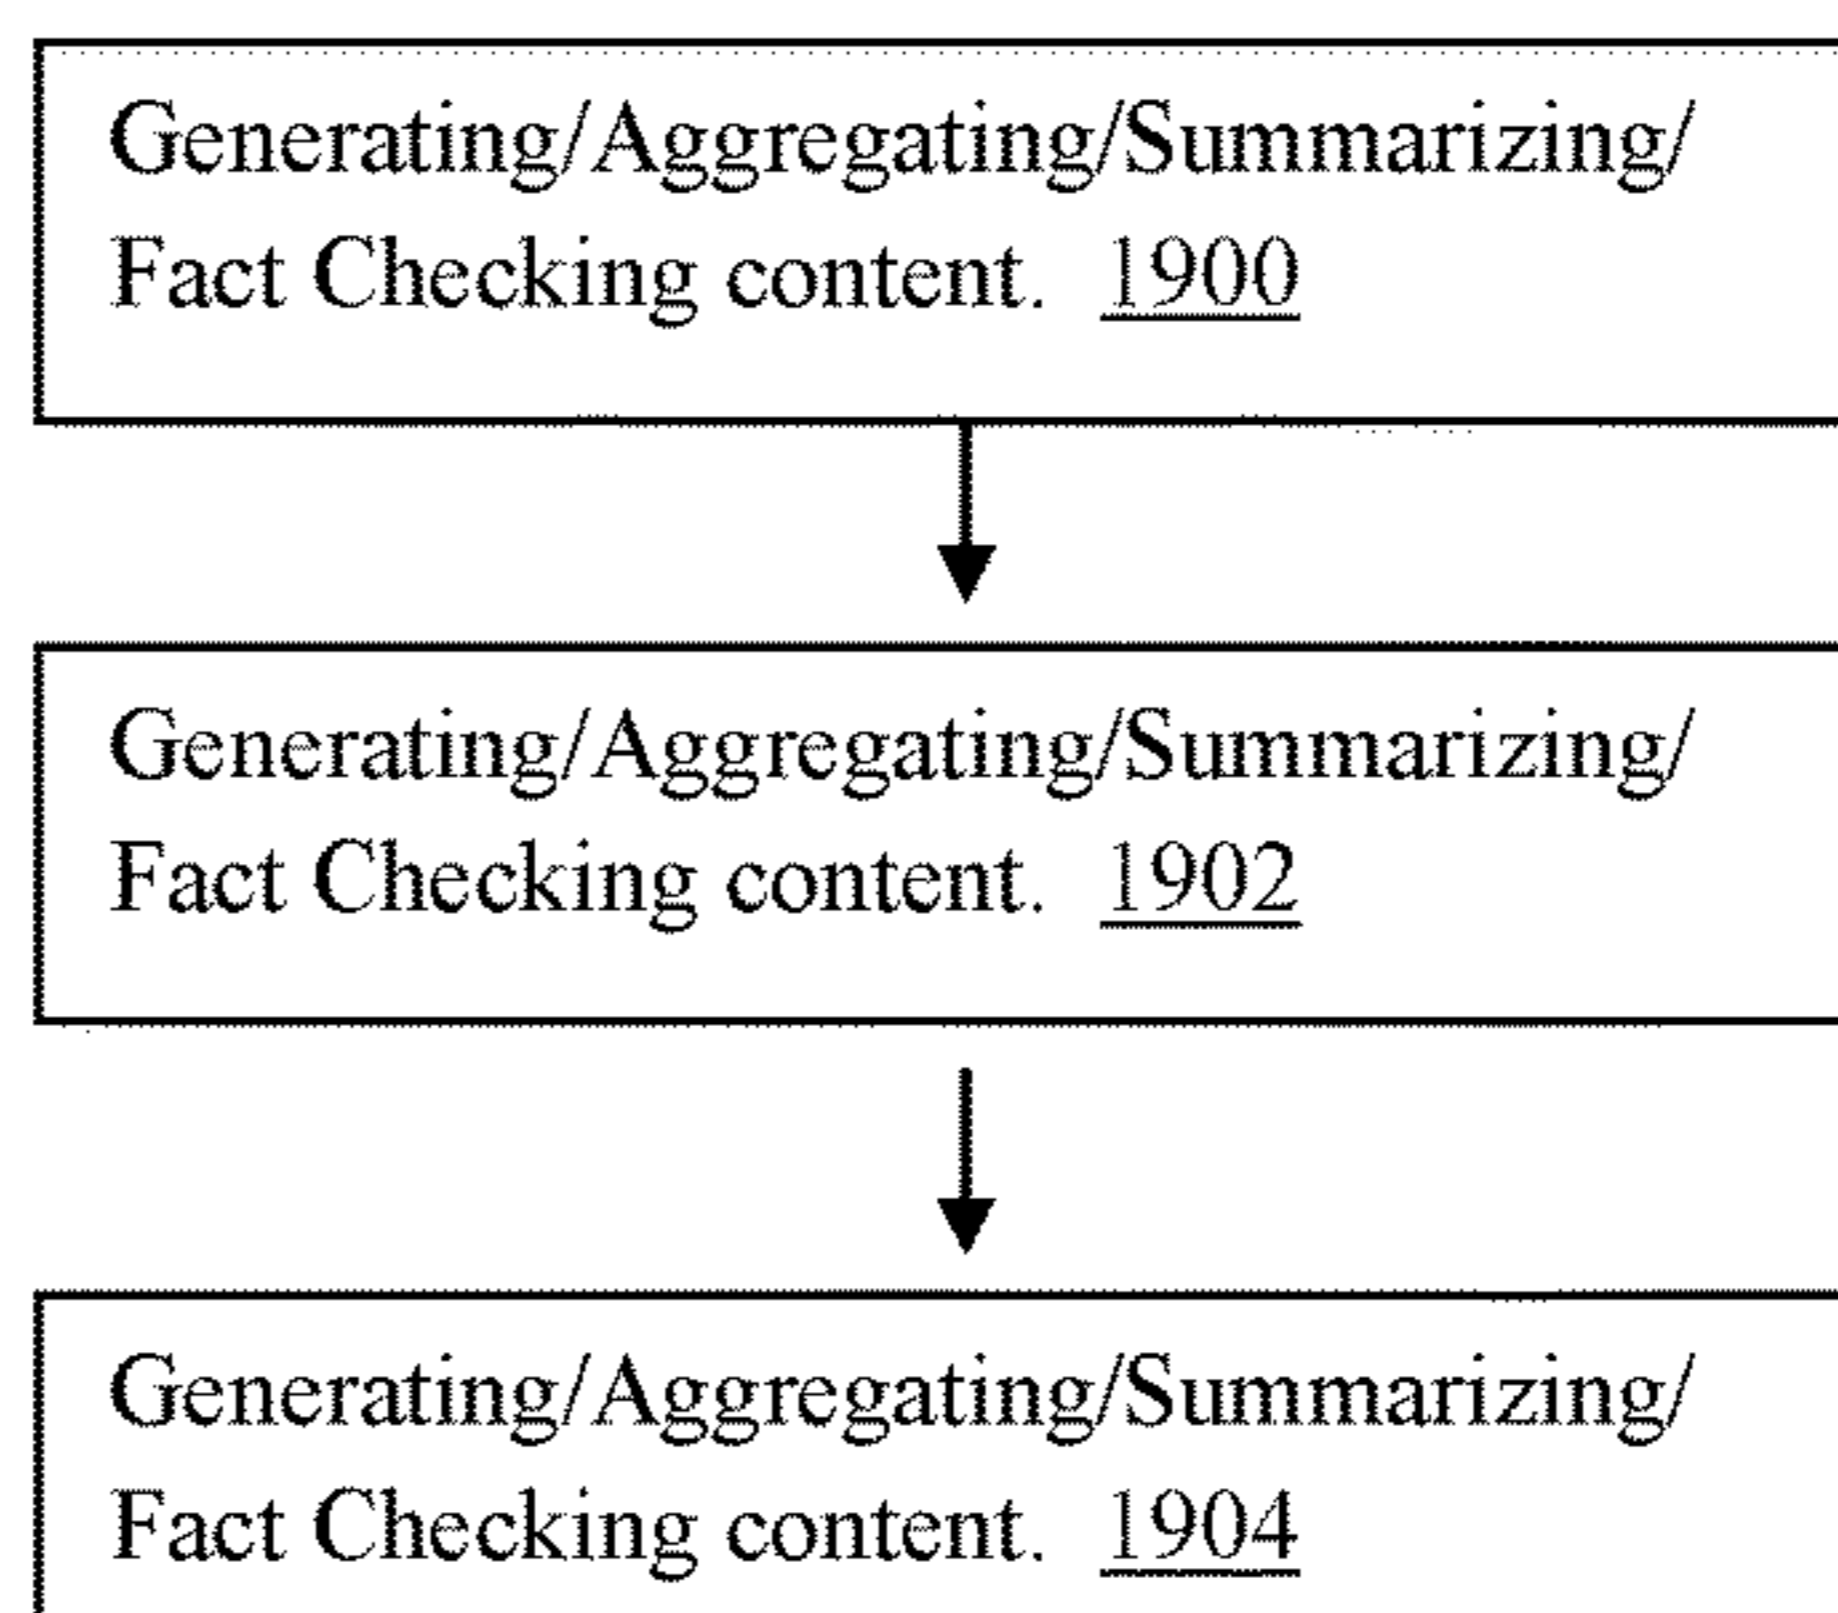 Generating/Aggregating/Summarizing/
Fact Checking content. 1900
Generating/Aggregating/Summarizing/
Fact Checking content. 1902
Generating/Aggregating/Summarizing/
Fact Checking content. 1904